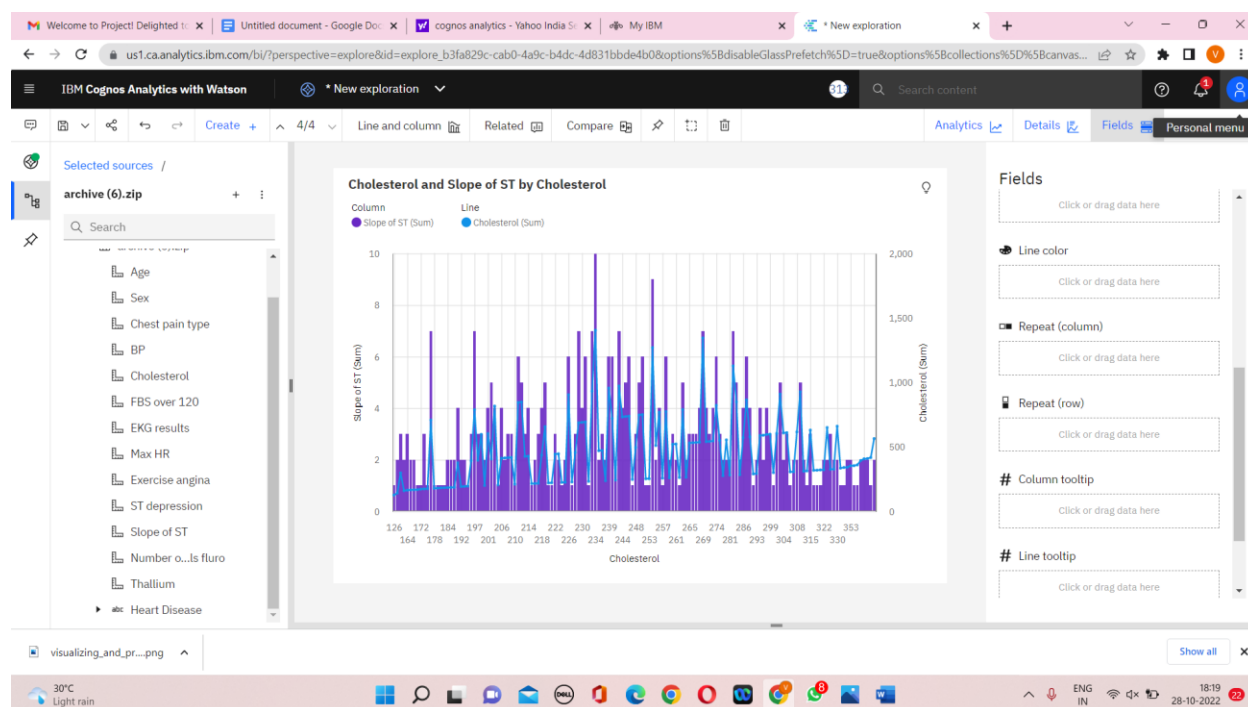 Welcome to Project! Delighted to
Untitled document - Google Doc
cognos analytics - Yahoo India Se
My IBM
* New exploration
us1.ca.analytics.ibm.com/bi/?perspective=explore&id=explore_b3fa829c-cab0-4a9c-b4dc-4d831bbde4b0&options%5BdisableGlassPrefetch%5D=true&options%5Bcollections%5D%5Bcanvas...
V
IBM Cognos Analytics with Watson
* New exploration
Search content
1
Create +
4/4
Line and column
Related
Compare
Analytics
Details
Fields
Personal menu
Selected sources /
archive (6).zip
Search
Age
Sex
Chest pain type
BP
Cholesterol
FBS over 120
EKG results
Max HR
Exercise angina
ST depression
Slope of ST
Number o...ls fluro
Thallium
abc Heart Disease
Cholesterol and Slope of ST by Cholesterol
Column Line
Slope of ST (Sum) Cholesterol (Sum)
10 2,000
8
1,500
6
1,000
4
500
2
0 0
Slope of ST (Sum)
Cholesterol (Sum)
126 172 184 197 206 214 222 230 239 248 257 265 274 286 299 308 322 353
164 178 192 201 210 218 226 234 244 253 261 269 281 293 304 315 330
Cholesterol
Fields
Click or drag data here
Line color
Click or drag data here
Repeat (column)
Click or drag data here
Repeat (row)
Click or drag data here
# Column tooltip
Click or drag data here
# Line tooltip
Click or drag data here
visualizing_and_pr....png
Show all
30°C
Light rain
DELL
8
ENG
IN
18:19
28-10-2022
22